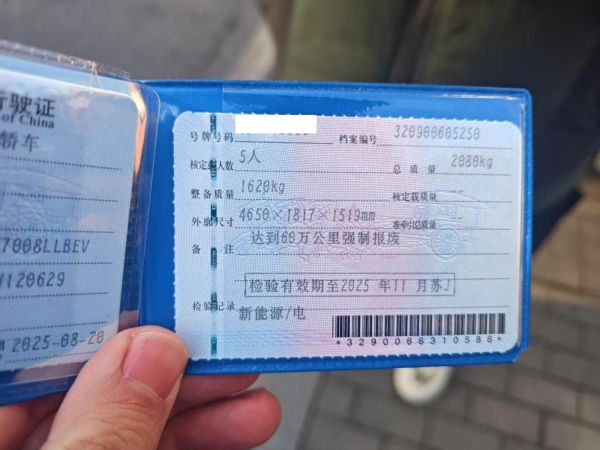 行驶证
of China
轿车
7008LLBEV
120629
2025-08-20
号牌号码
档案编号 320900605250
核定载人数 5人
总质量 2080kg
整备质量 1620kg
核定载质量 --
外廓尺寸 4650×1817×1519mm
准牵引总质量 --
备注 达到60万公里强制报废
检验有效期至2025年11月苏J
检验记录
新能源/电
*3290066310586*